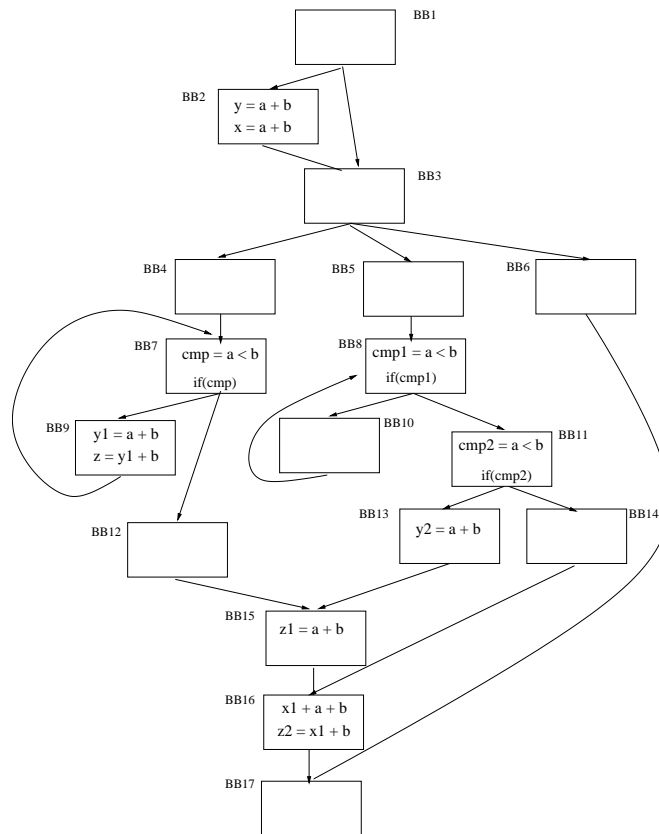 BB1
BB2
y = a + b
x = a + b
BB3
BB4
BB5
BB6
BB7
cmp = a < b
if(cmp)
BB8
cmp1 = a < b
if(cmp1)
BB9
y1 = a + b
z = y1 + b
BB10
cmp2 = a < b
if(cmp2)
BB11
BB12
BB13
y2 = a + b
BB14
BB15
z1 = a + b
BB16
x1 + a + b
z2 = x1 + b
BB17